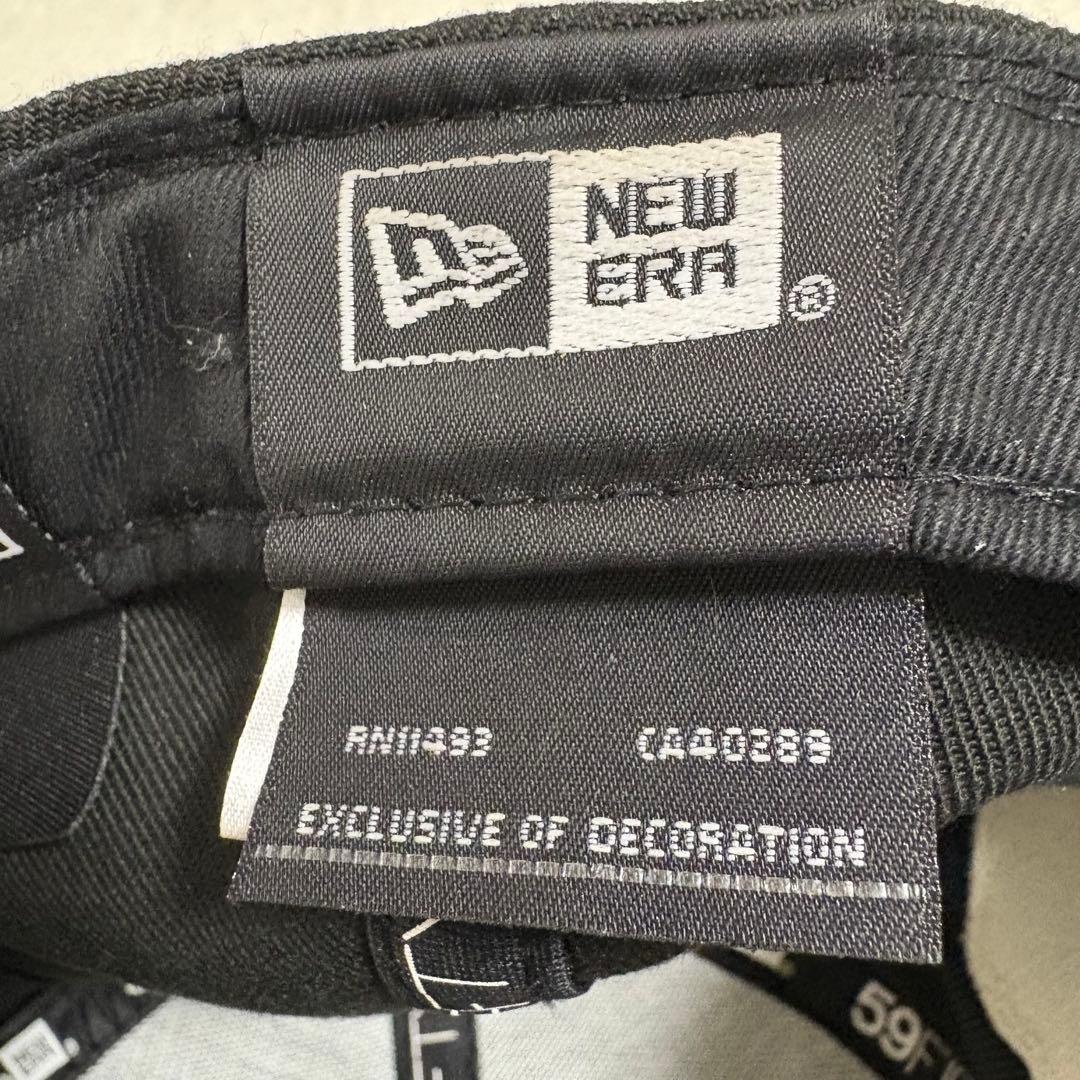 NEW
ERA
®
RN11493 CA40289
EXCLUSIVE OF DECORATION
59F